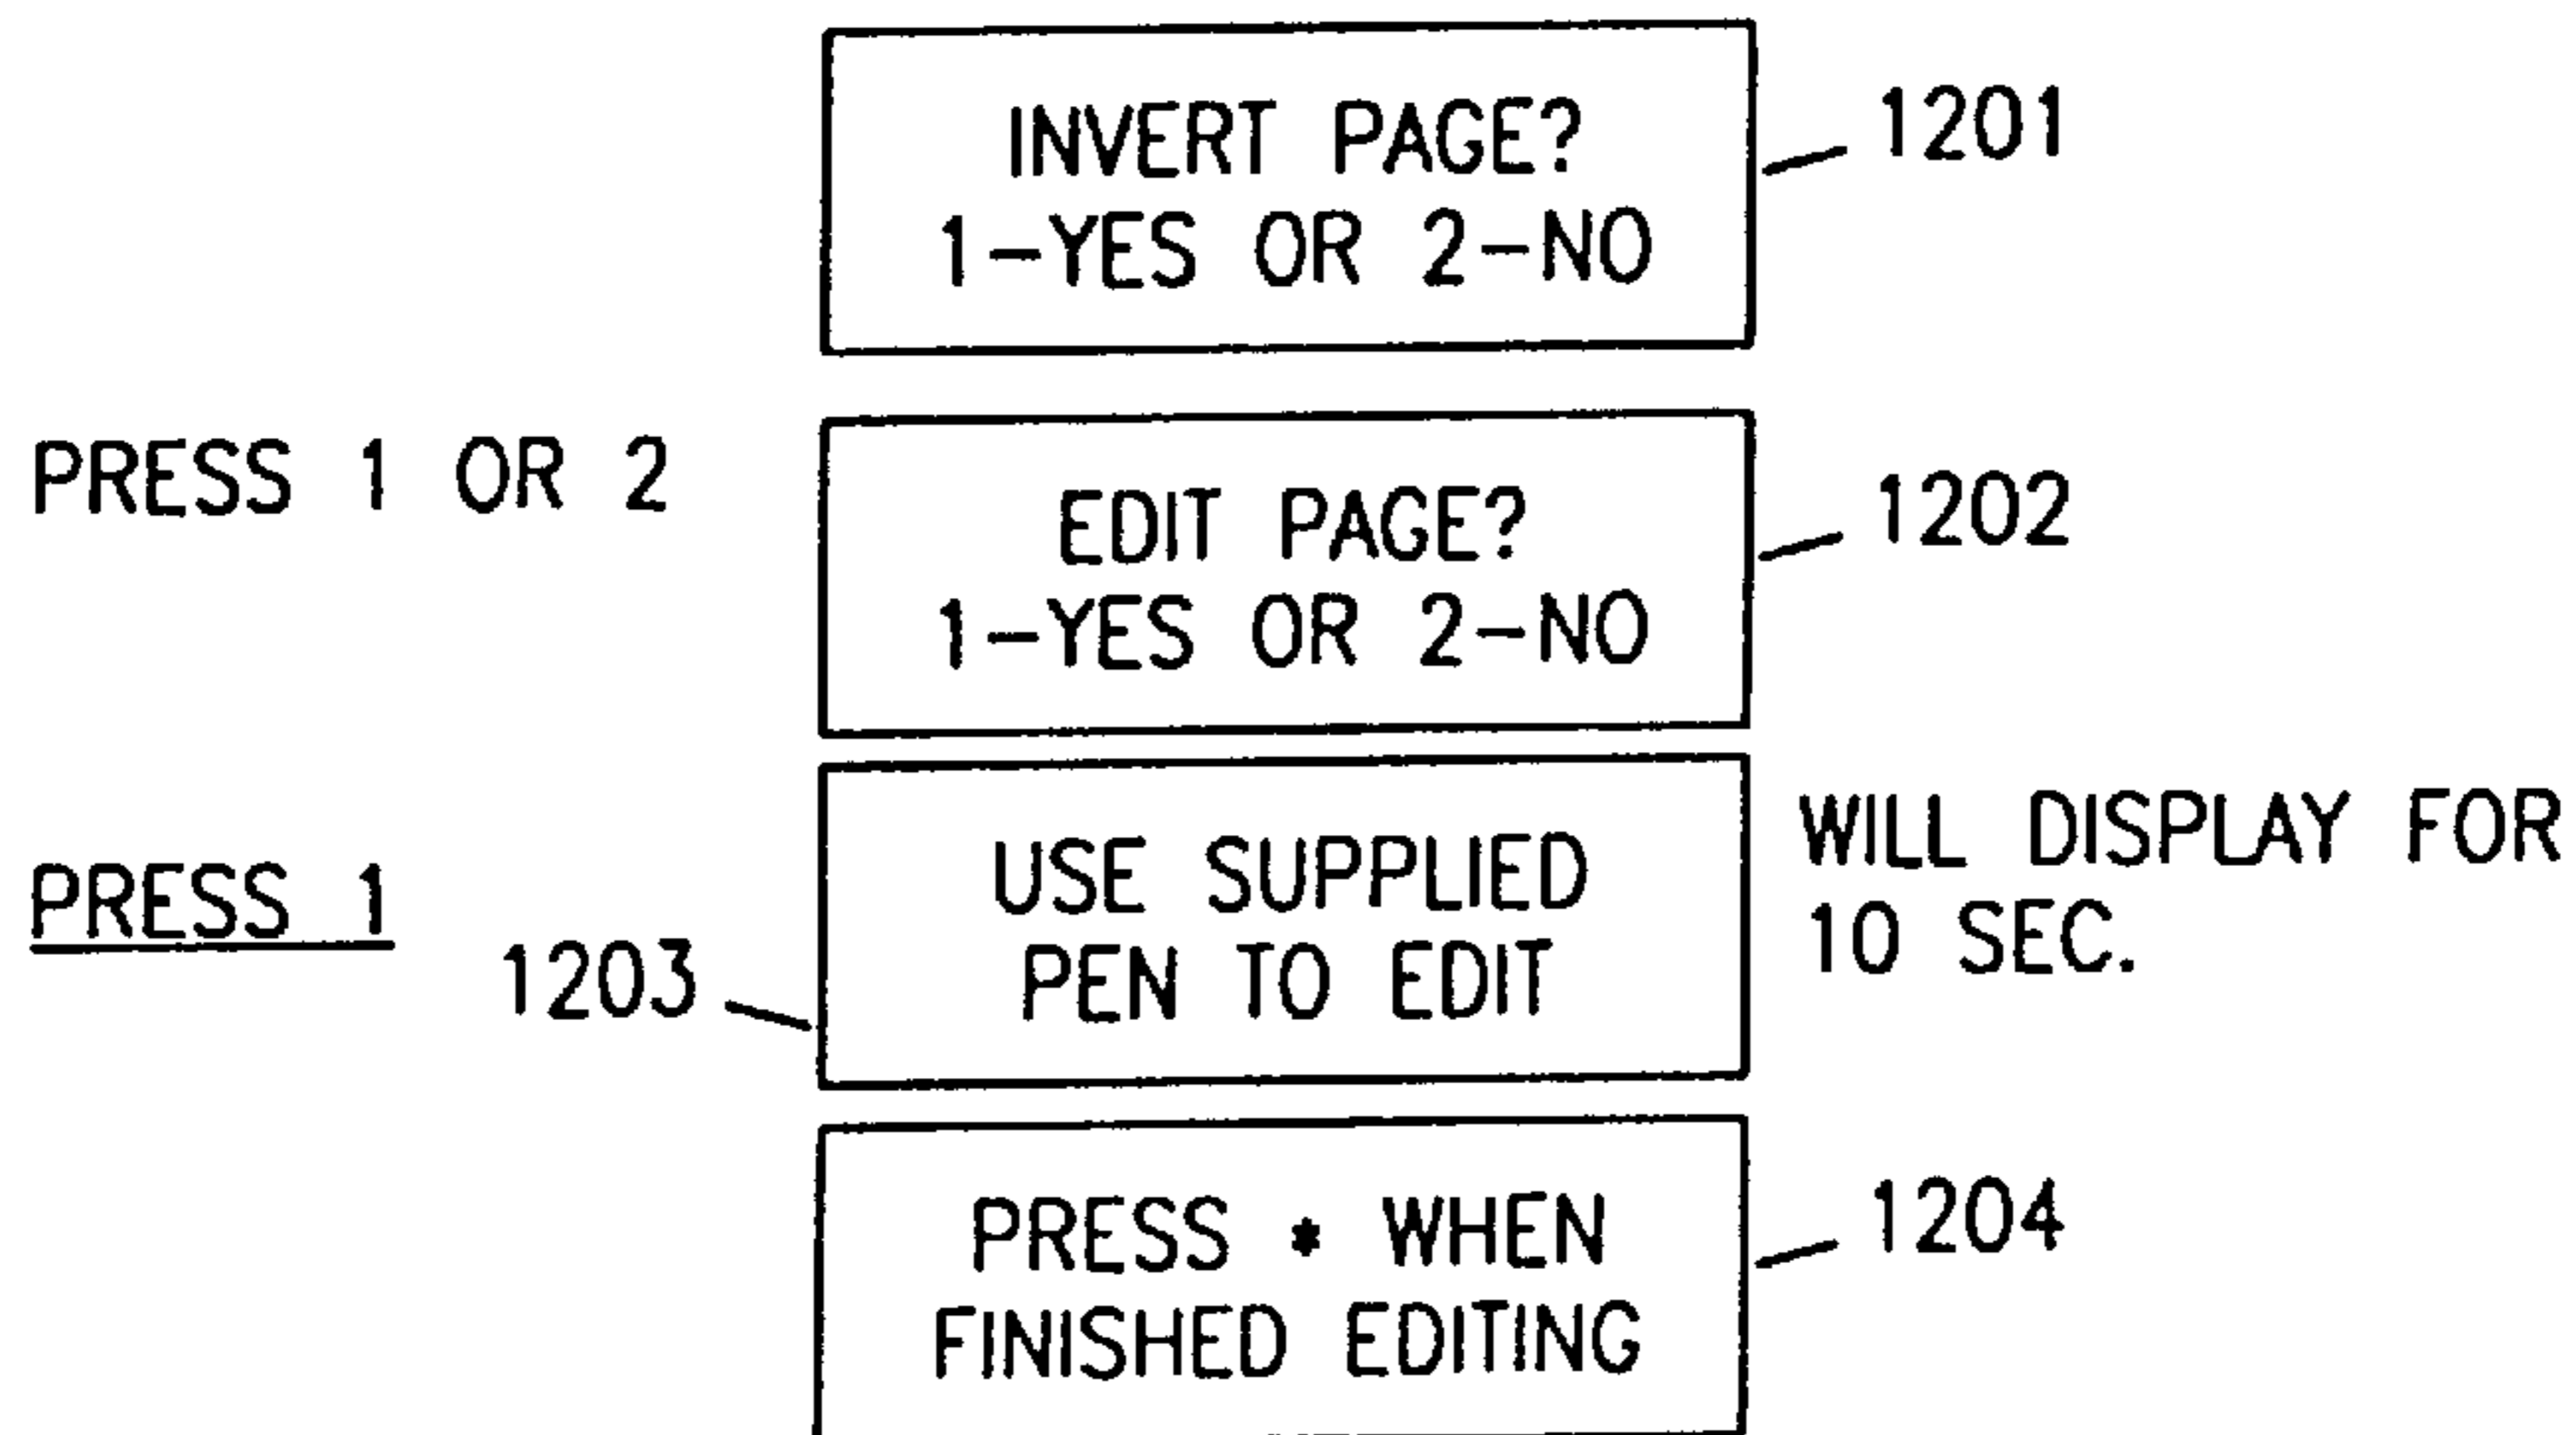 INVERT PAGE?
1-YES OR 2-NO
1201
PRESS 1 OR 2
EDIT PAGE?
1-YES OR 2-NO
1202
PRESS 1
1203
USE SUPPLIED
PEN TO EDIT
WILL DISPLAY FOR
10 SEC.
PRESS * WHEN
FINISHED EDITING
1204